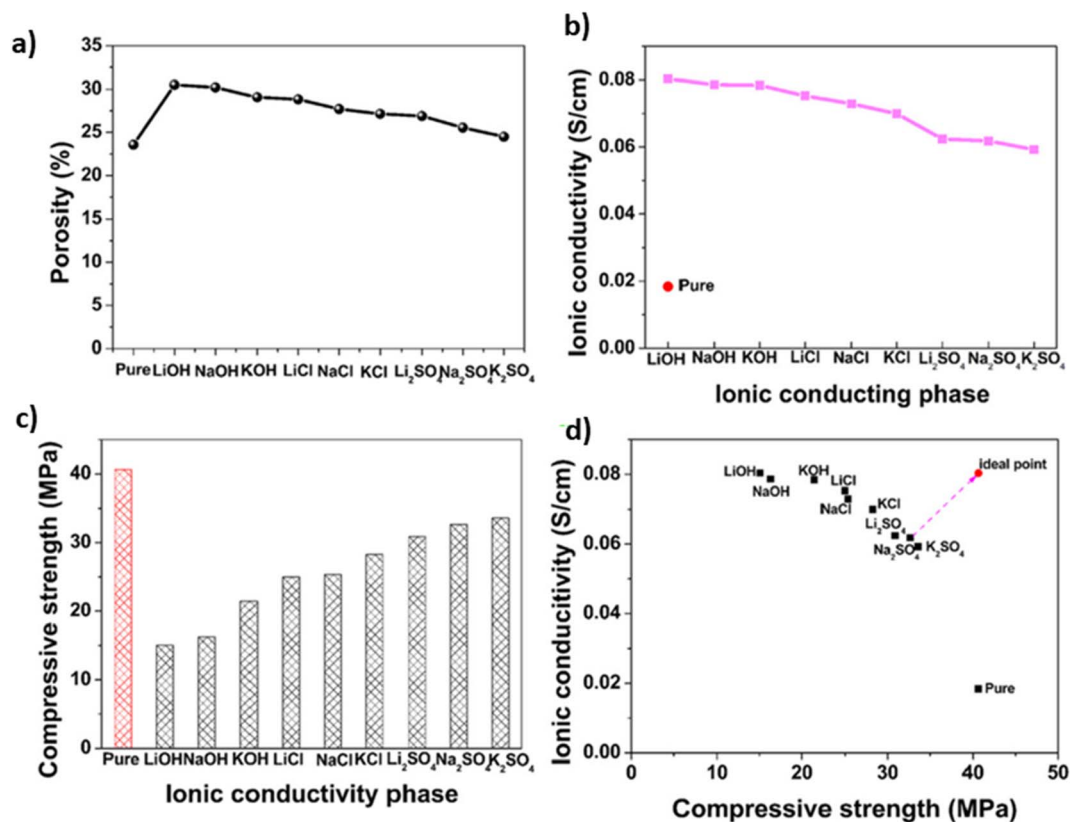 a)
35
30
25
20
15
10
5
0
Porosity (%)
Pure LiOH NaOH KOH LiCl NaCl KCl Li₂SO₄ Na₂SO₄ K₂SO₄
b)
0.08
0.06
0.04
0.02
0.00
Ionic conductivity (S/cm)
Pure
LiOH NaOH KOH LiCl NaCl KCl Li₂SO₄ Na₂SO₄ K₂SO₄
Ionic conducting phase
c)
40
30
20
10
0
Compressive strength (MPa)
Pure LiOH NaOH KOH LiCl NaCl KCl Li₂SO₄ Na₂SO₄ K₂SO₄
Ionic conductivity phase
d)
0.08
0.06
0.04
0.02
0.00
Ionic conducitivity (S/cm)
ideal point
LiOH
NaOH
KOH
LiCl
NaCl
KCl
Li₂SO₄
Na₂SO₄
K₂SO₄
Pure
0 10 20 30 40 50
Compressive strength (MPa)